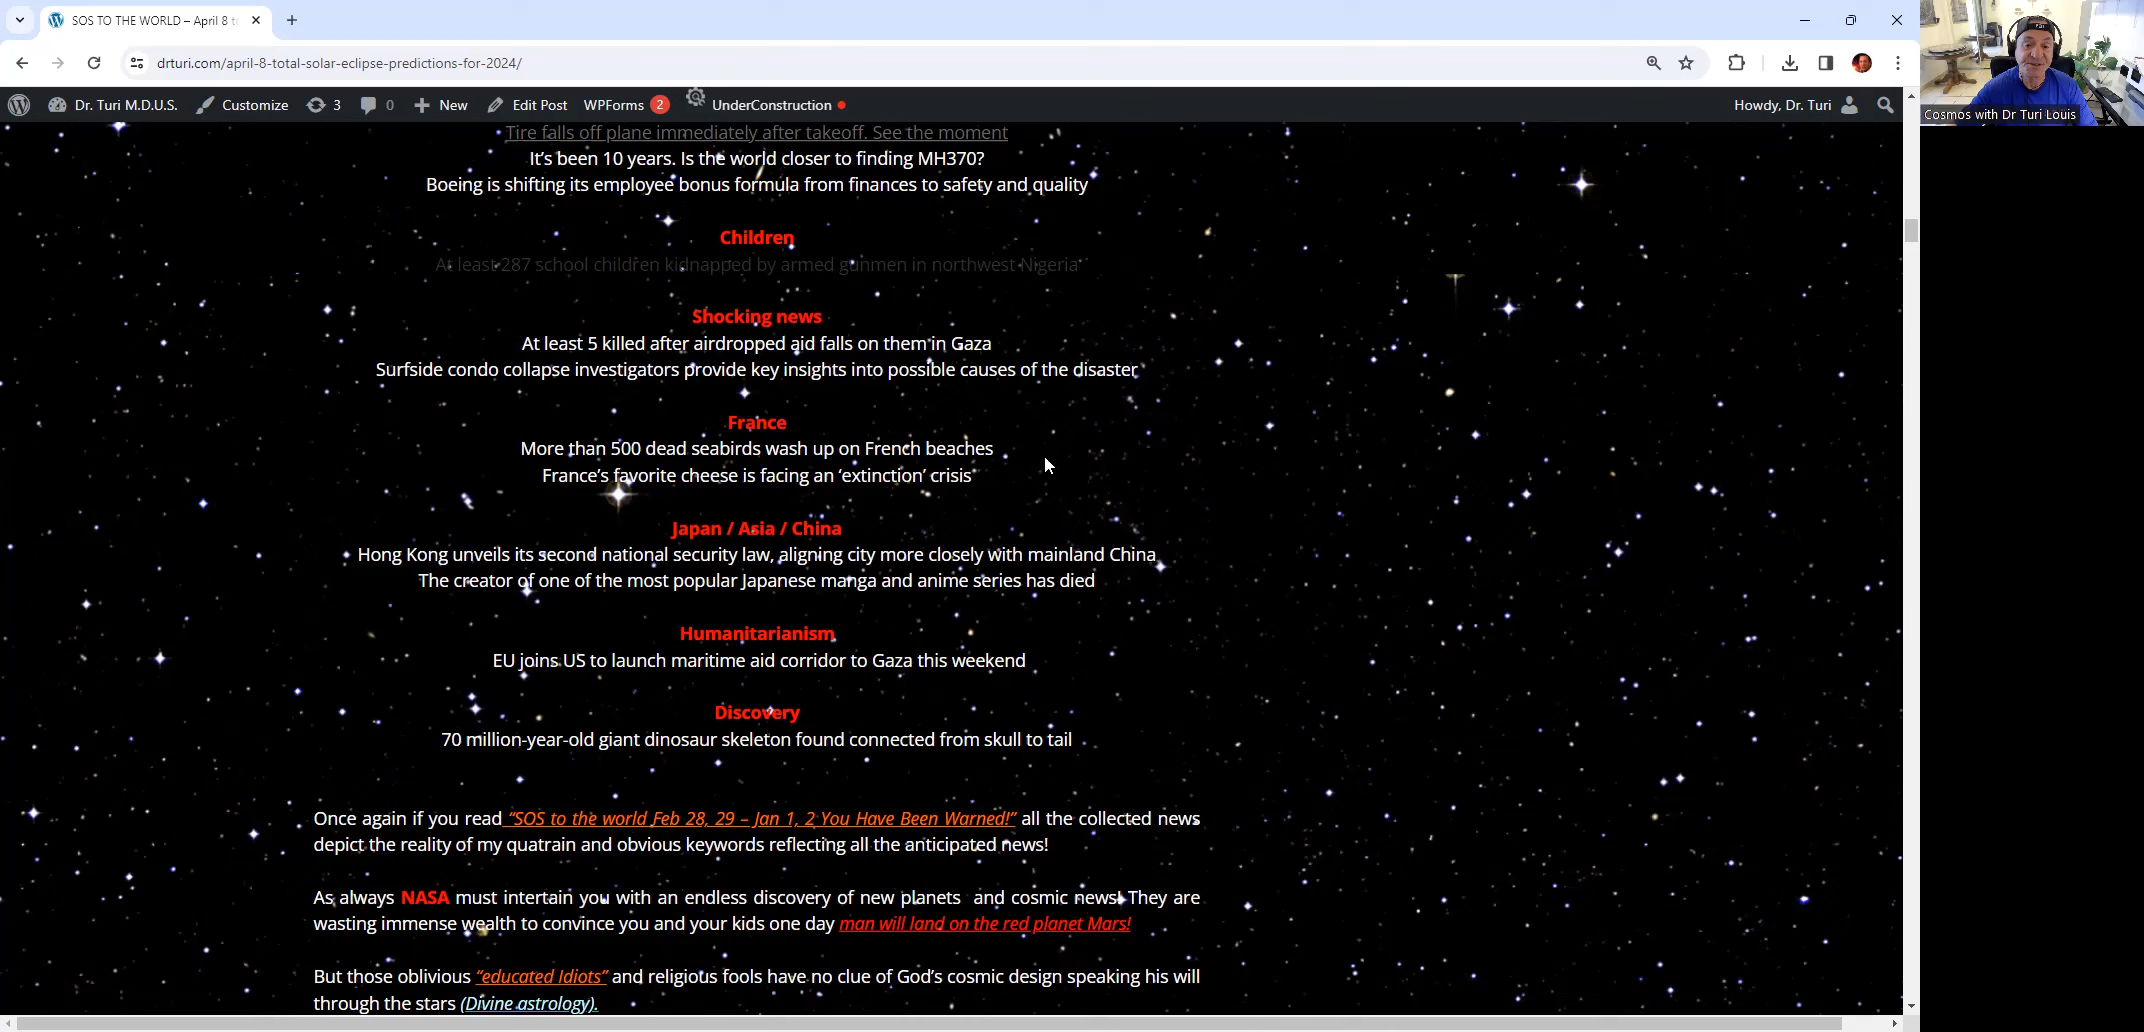 SOS TO THE WORLD – April 8 t
drturi.com/april-8-total-solar-eclipse-predictions-for-2024/
Dr. Turi M.D.U.S. Customize 3 0 New Edit Post WPForms 2 UnderConstruction Howdy, Dr. Turi
Cosmos with Dr Turi Louis
Tire falls off plane immediately after takeoff. See the moment
It’s been 10 years. Is the world closer to finding MH370?
Boeing is shifting its employee bonus formula from finances to safety and quality
Children
At least 287 school children kidnapped by armed gunmen in northwest Nigeria
Shocking news
At least 5 killed after airdropped aid falls on them in Gaza
Surfside condo collapse investigators provide key insights into possible causes of the disaster
France
More than 500 dead seabirds wash up on French beaches
France’s favorite cheese is facing an ‘extinction’ crisis
Japan / Asia / China
Hong Kong unveils its second national security law, aligning city more closely with mainland China
The creator of one of the most popular Japanese manga and anime series has died
Humanitarianism
EU joins US to launch maritime aid corridor to Gaza this weekend
Discovery
70 million-year-old giant dinosaur skeleton found connected from skull to tail
Once again if you read “SOS to the world Feb 28, 29 – Jan 1, 2 You Have Been Warned!” all the collected news
depict the reality of my quatrain and obvious keywords reflecting all the anticipated news!
As always NASA must intertain you with an endless discovery of new planets and cosmic news! They are
wasting immense wealth to convince you and your kids one day man will land on the red planet Mars!
But those oblivious “educated Idiots” and religious fools have no clue of God’s cosmic design speaking his will
through the stars (Divine astrology).